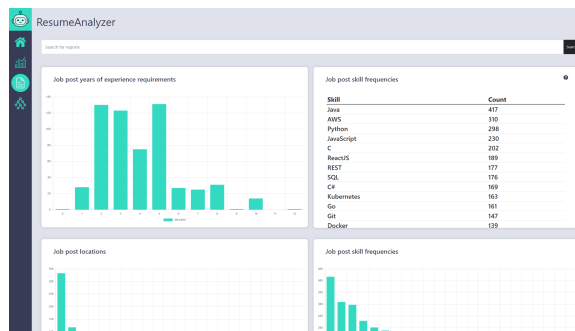 ResumeAnalyzer
Search for reports
Job post years of experience requirements
Job post skill frequencies
Skill Count
Java 417
AWS 310
Python 298
JavaScript 230
C 202
ReactJS 189
REST 177
SQL 176
C# 169
Kubernetes 163
Go 161
Git 147
Docker 139
Job post locations
Job post skill frequencies